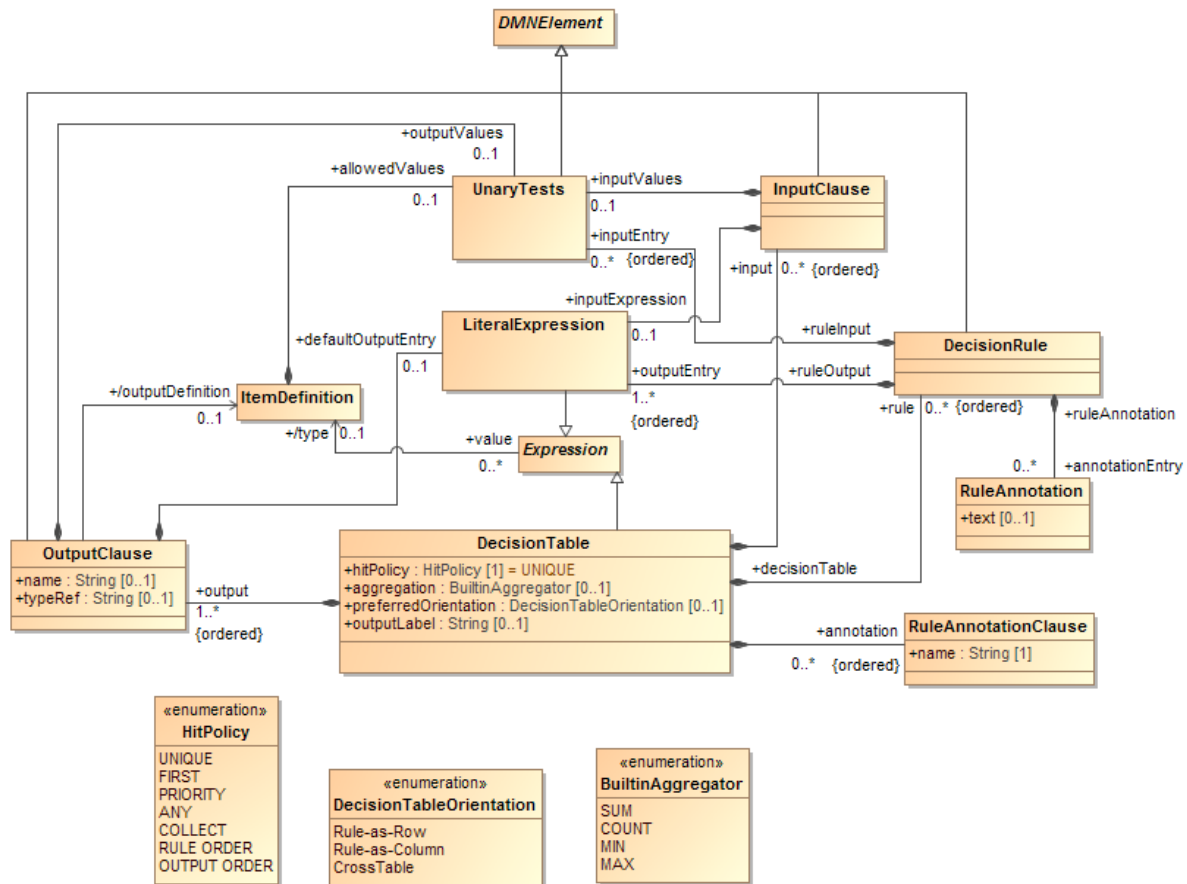 DMNElement
+outputValues
0..1
+allowedValues
0..1
UnaryTests
+inputValues
0..1
InputClause
+inputEntry
0..* {ordered}
+input 0..* {ordered}
+inputExpression
0..1
LiteralExpression
+defaultOutputEntry
0..1
+ruleInput
DecisionRule
+outputEntry
1..*
{ordered}
+ruleOutput
+rule 0..* {ordered}
+/outputDefinition
0..1
ItemDefinition
+/type 0..1
+value
0..*
Expression
+ruleAnnotation
0..* +annotationEntry
RuleAnnotation
+text [0..1]
OutputClause
+name : String [0..1]
+typeRef : String [0..1]
+output
1..*
{ordered}
DecisionTable
+hitPolicy : HitPolicy [1] = UNIQUE
+aggregation : BuiltinAggregator [0..1]
+preferredOrientation : DecisionTableOrientation [0..1]
+outputLabel : String [0..1]
+decisionTable
+annotation
0..* {ordered}
RuleAnnotationClause
+name : String [1]
«enumeration»
HitPolicy
UNIQUE
FIRST
PRIORITY
ANY
COLLECT
RULE ORDER
OUTPUT ORDER
«enumeration»
DecisionTableOrientation
Rule-as-Row
Rule-as-Column
CrossTable
«enumeration»
BuiltinAggregator
SUM
COUNT
MIN
MAX